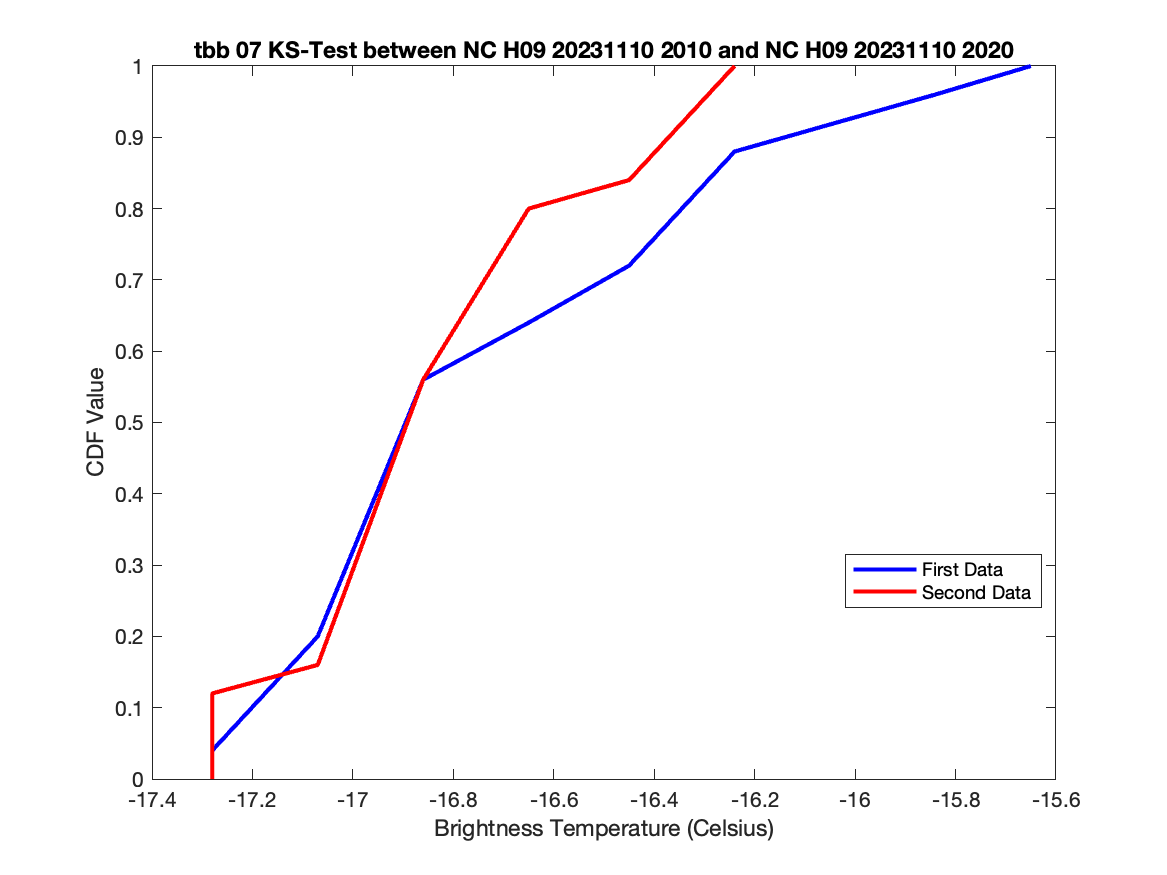 tbb 07 KS-Test between NC H09 20231110 2010 and NC H09 20231110 2020
1
0.9
0.8
0.7
0.6
0.5
0.4
0.3
0.2
0.1
0
CDF Value
First Data
Second Data
-17.4 -17.2 -17 -16.8 -16.6 -16.4 -16.2 -16 -15.8 -15.6
Brightness Temperature (Celsius)